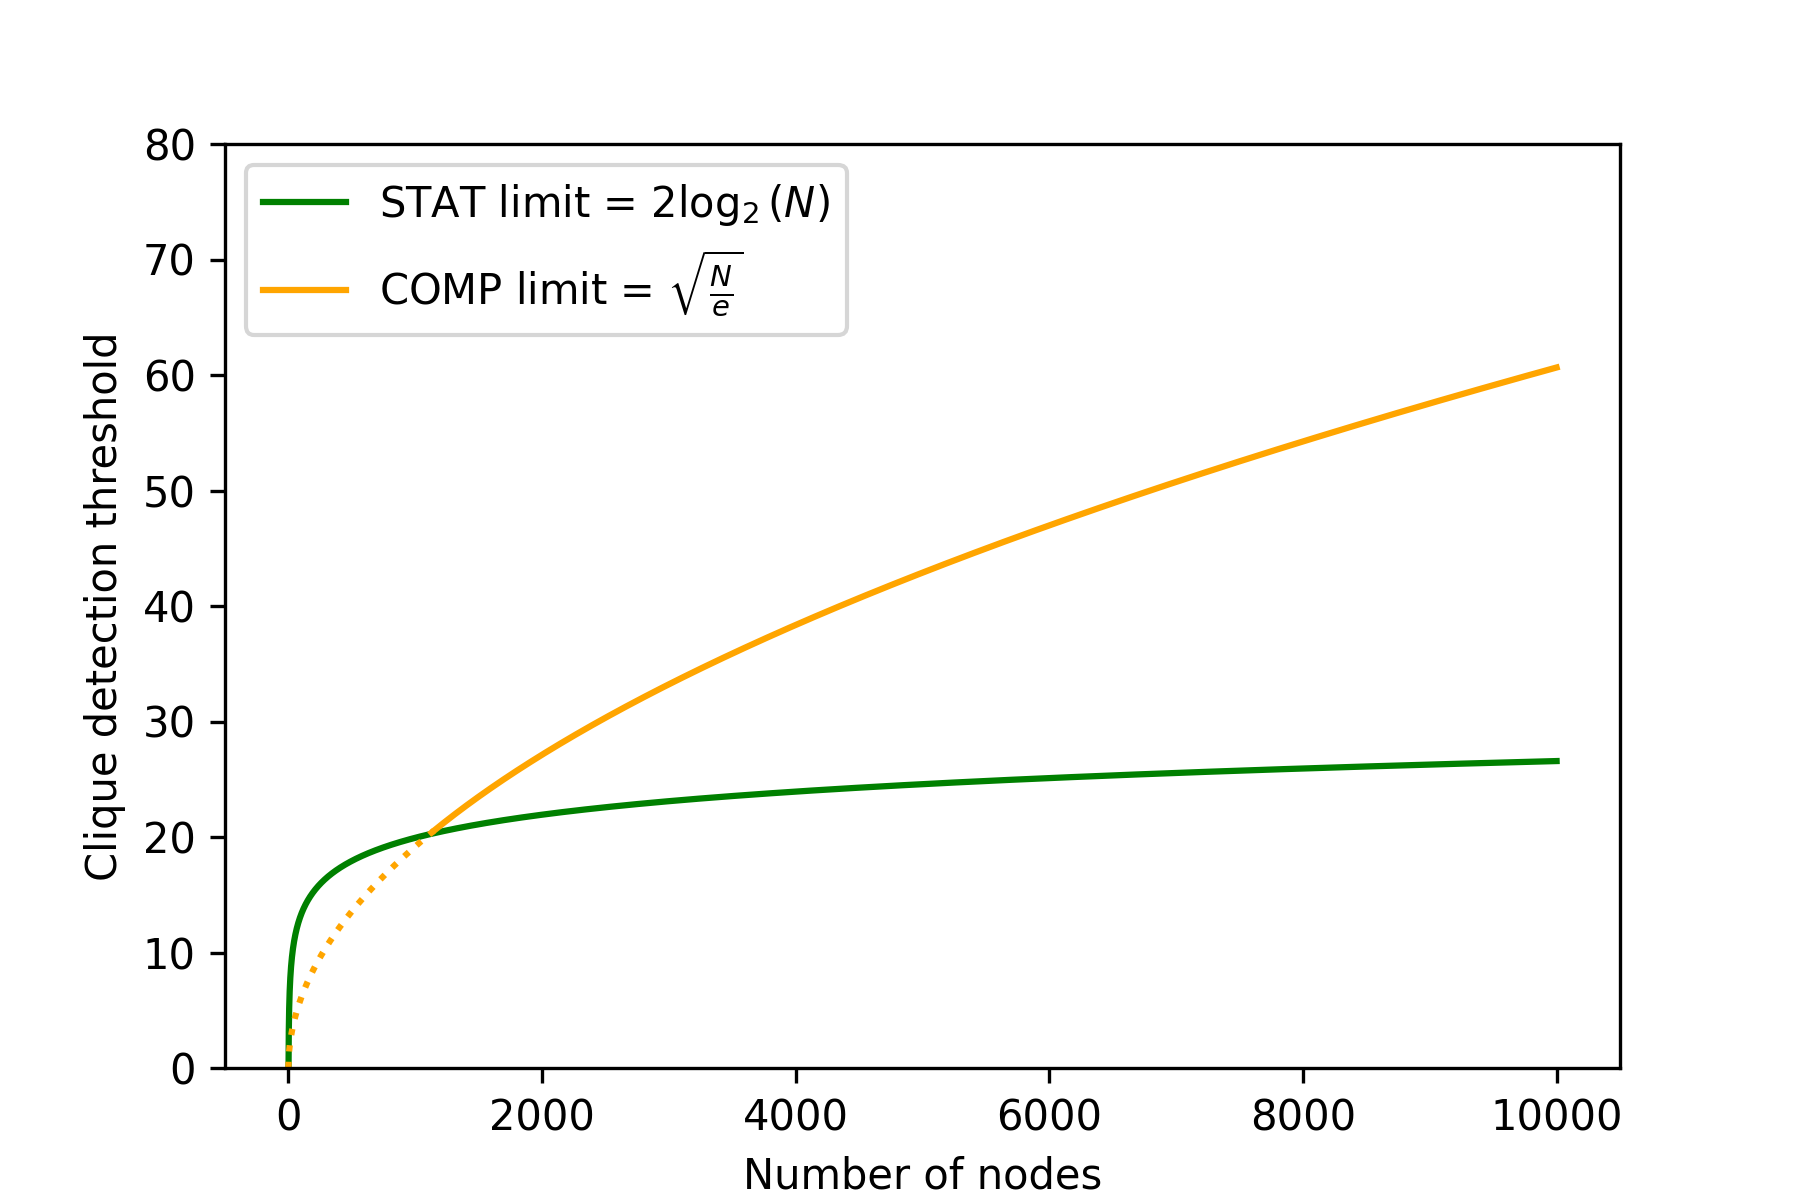 80
70
60
50
40
30
20
10
0
Clique detection threshold
STAT limit = 2log₂(N)
COMP limit = √(N/e)
0 2000 4000 6000 8000 10000
Number of nodes